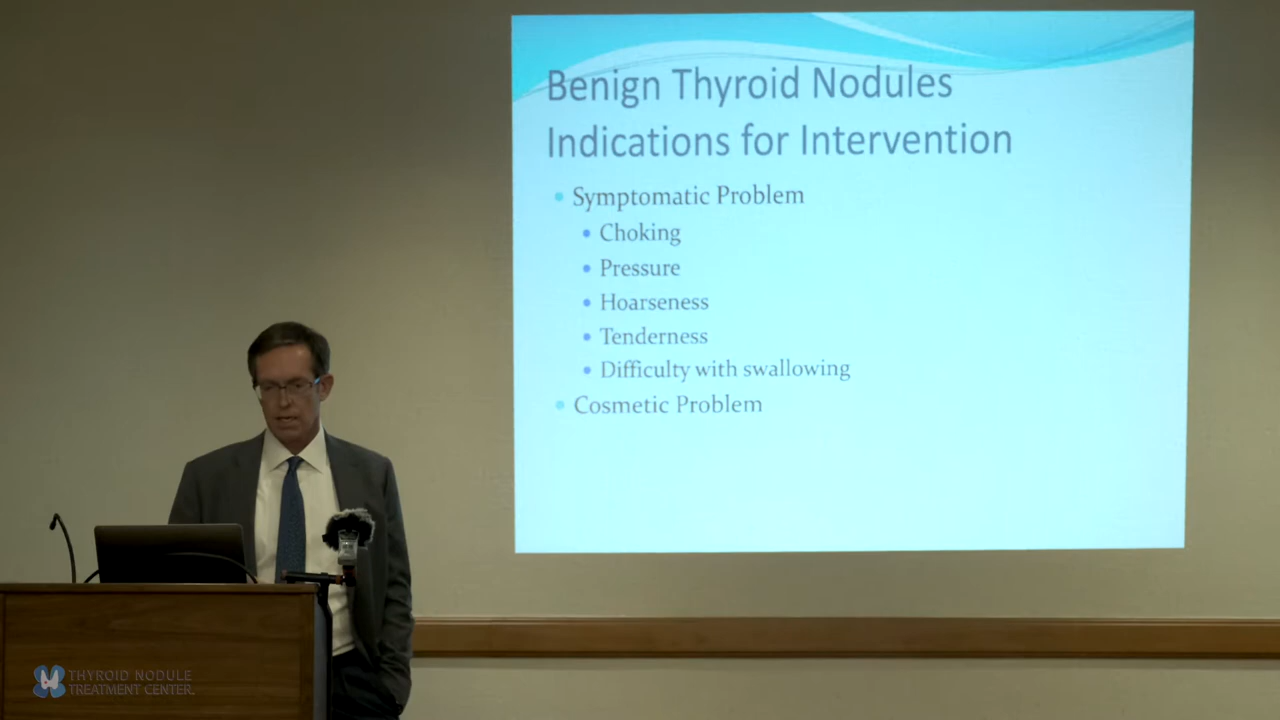 Benign Thyroid Nodules
Indications for Intervention
Symptomatic Problem
Choking
Pressure
Hoarseness
Tenderness
Difficulty with swallowing
Cosmetic Problem
THYROID NODULE
TREATMENT CENTER.